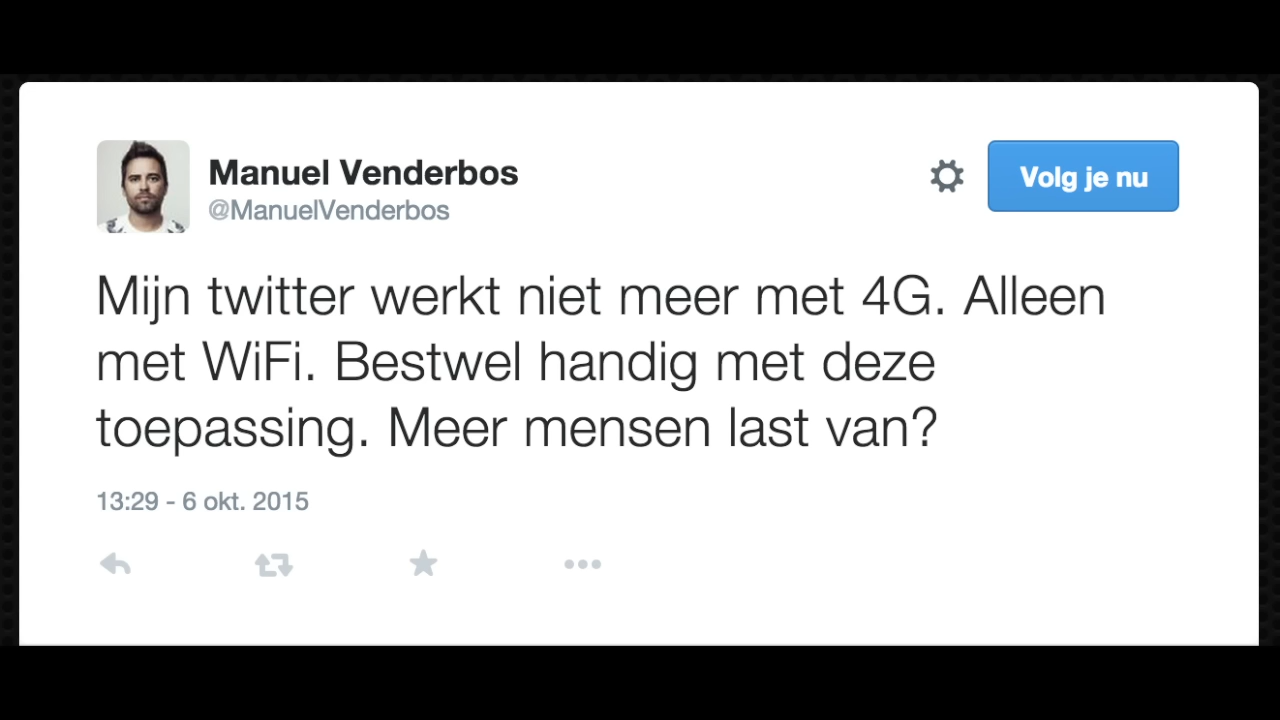 Manuel Venderbos
@ManuelVenderbos
Volg je nu
Mijn twitter werkt niet meer met 4G. Alleen
met WiFi. Bestwel handig met deze
toepassing. Meer mensen last van?
13:29 - 6 okt. 2015